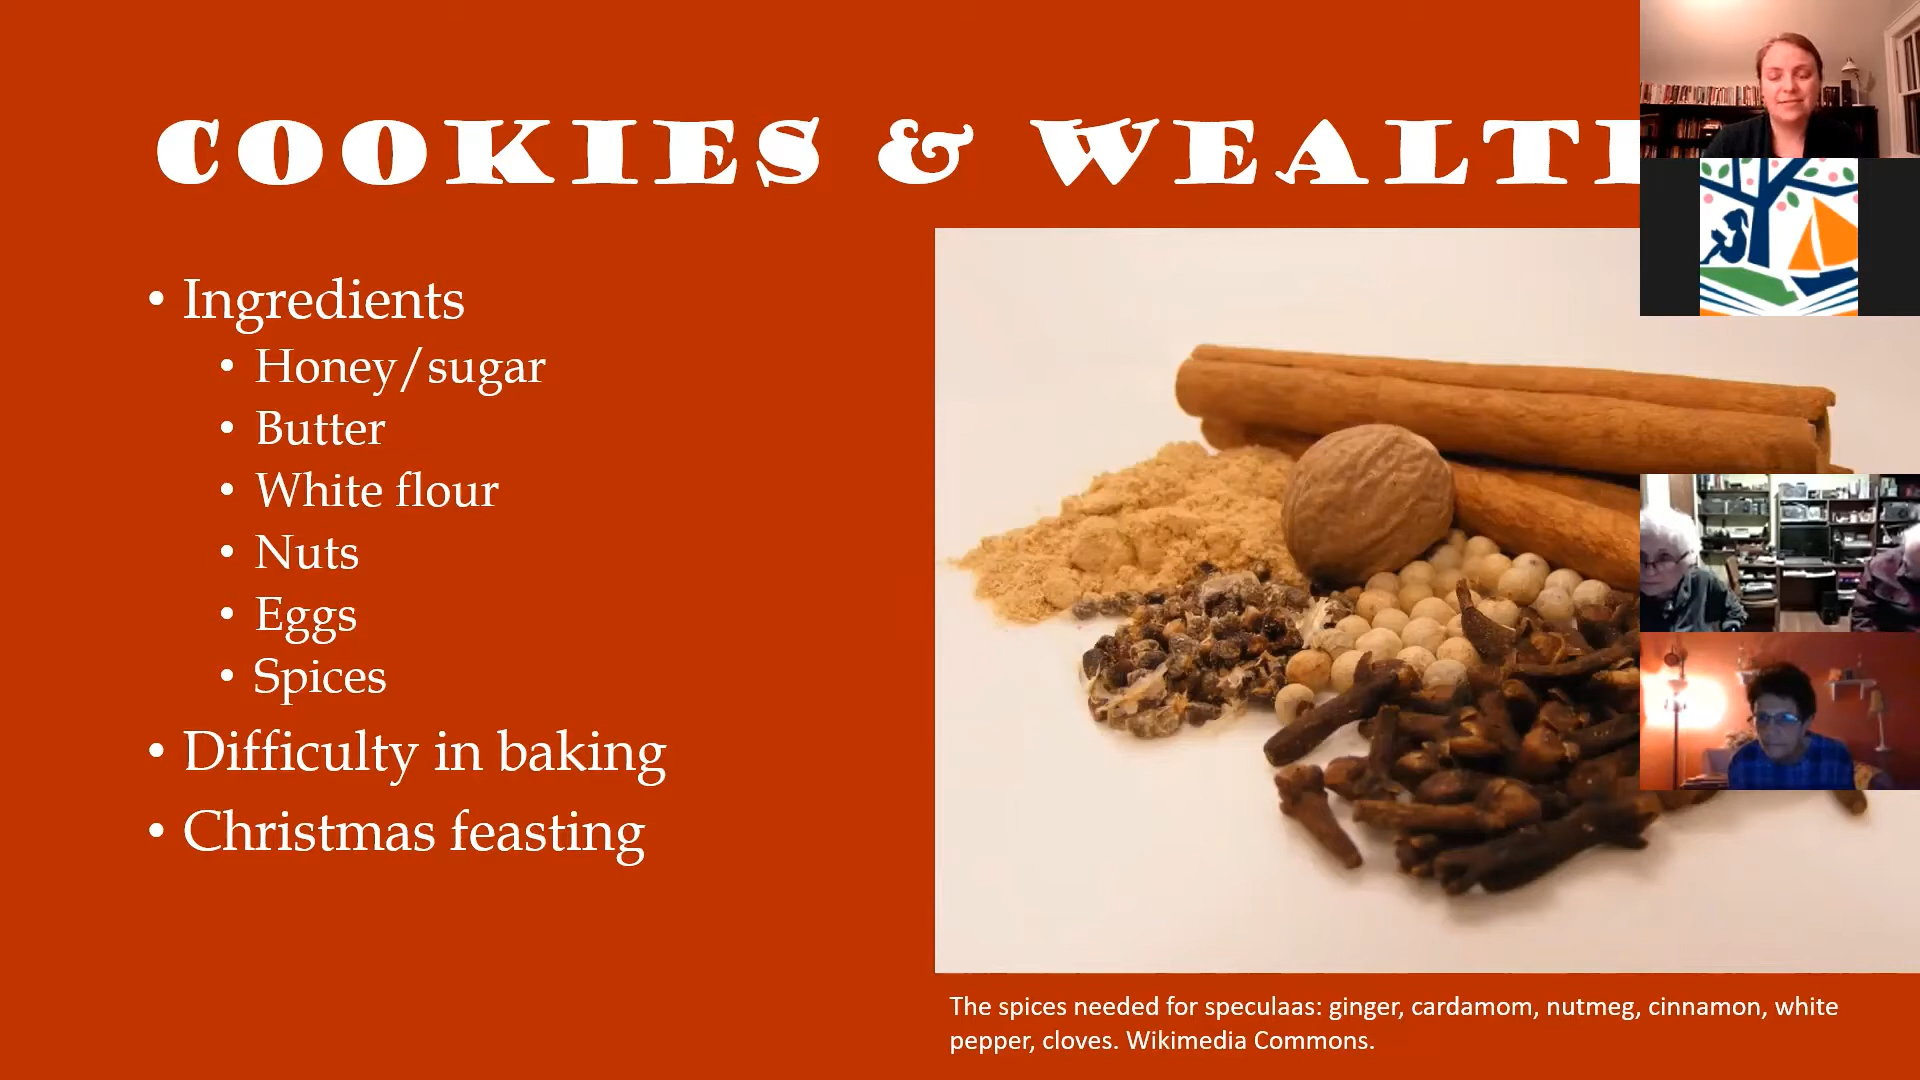 COOKIES & WEALT
• Ingredients
• Honey/sugar
• Butter
• White flour
• Nuts
• Eggs
• Spices
• Difficulty in baking
• Christmas feasting
The spices needed for speculaas: ginger, cardamom, nutmeg, cinnamon, white
pepper, cloves. Wikimedia Commons.